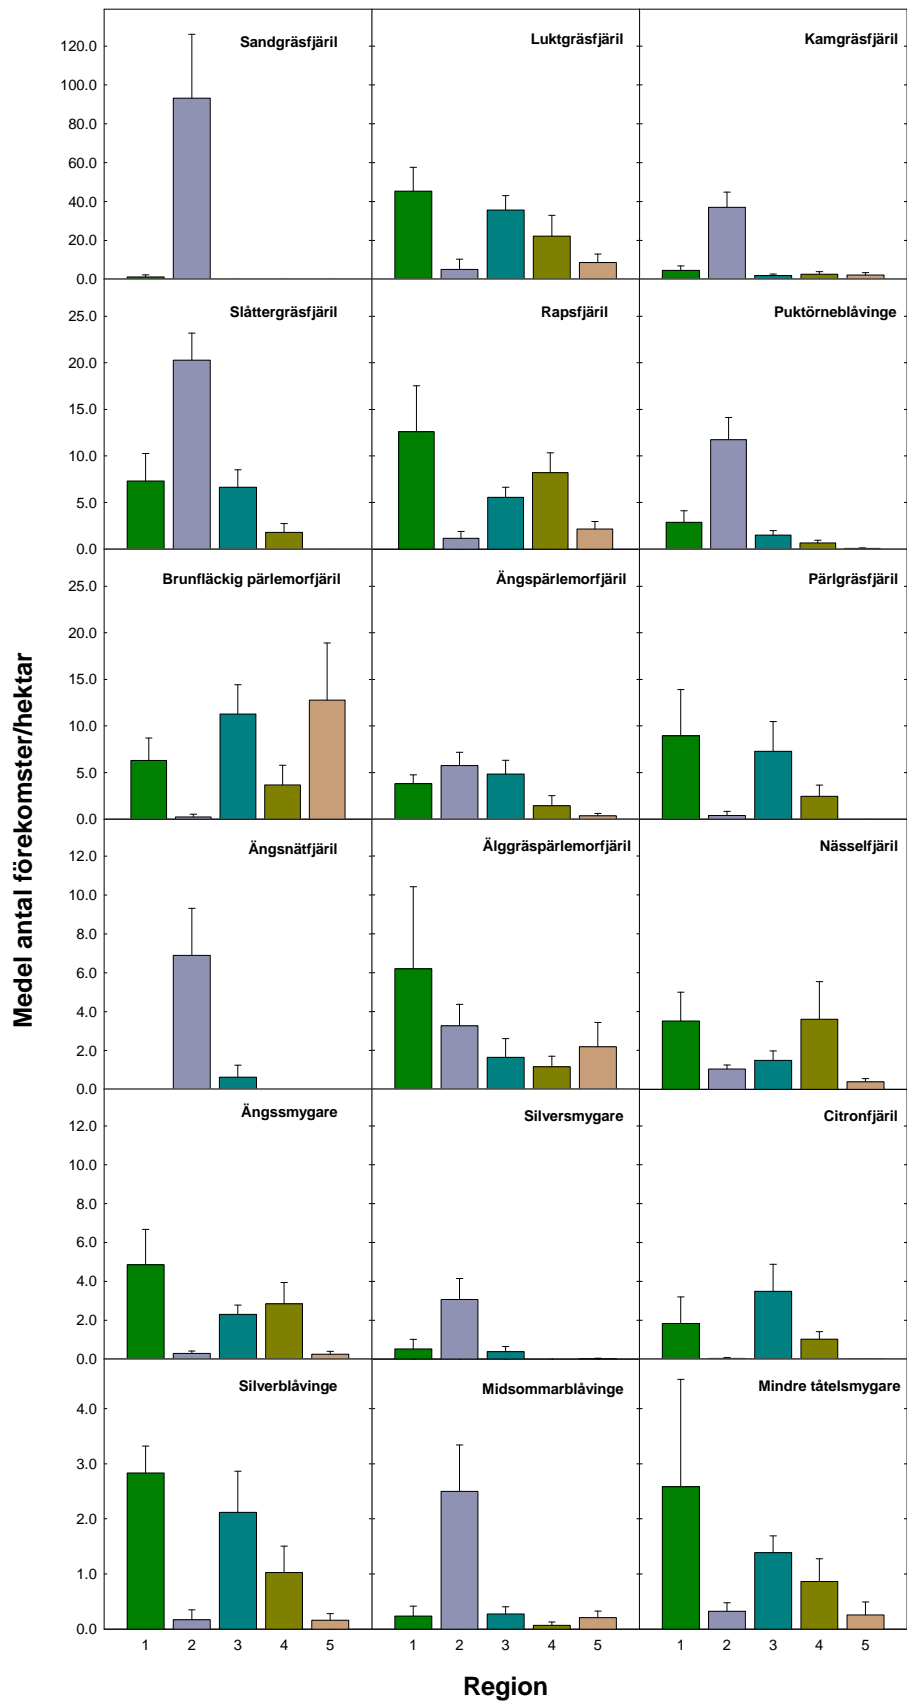 Sandgräsfjäril
Luktgräsfjäril
Kamgräsfjäril
120.0
100.0
80.0
60.0
40.0
20.0
0.0
Slåttergräsfjäril
Rapsfjäril
Puktörneblåvinge
25.0
20.0
15.0
10.0
5.0
0.0
Brunfläckig pärlemorfjäril
Ängspärlemorfjäril
Pärlgräsfjäril
25.0
20.0
15.0
10.0
5.0
0.0
Medel antal förekomster/hektar
Ängsnätfjäril
Älggräspärlemorfjäril
Nässelfjäril
12.0
10.0
8.0
6.0
4.0
2.0
0.0
Ängssmygare
Silversmygare
Citronfjäril
12.0
10.0
8.0
6.0
4.0
2.0
0.0
Silverblåvinge
Midsommarblåvinge
Mindre tåtelsmygare
4.0
3.0
2.0
1.0
0.0
1 2 3 4 5 1 2 3 4 5 1 2 3 4 5
Region